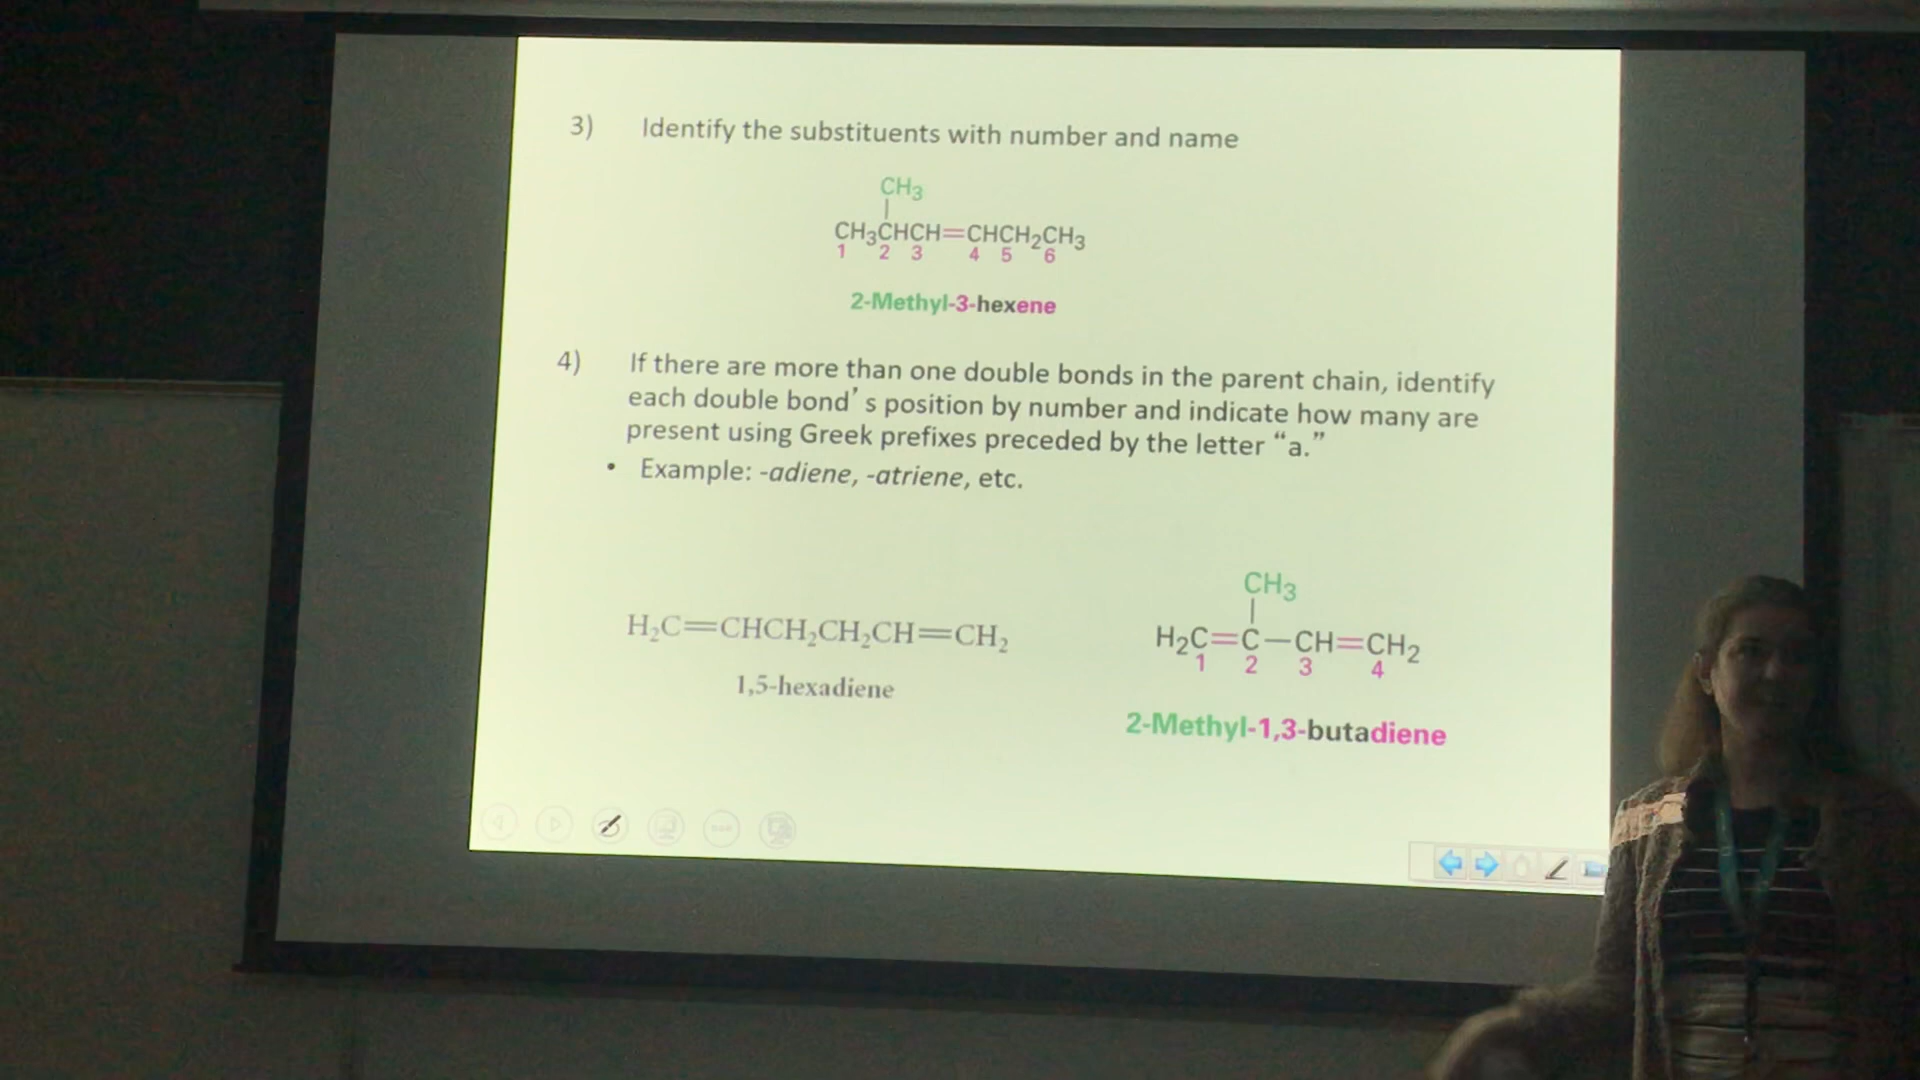 3) Identify the substituents with number and name
CH3
CH3CHCH=CHCH2CH3
1 2 3 4 5 6
2-Methyl-3-hexene
4) If there are more than one double bonds in the parent chain, identify
each double bond's position by number and indicate how many are
present using Greek prefixes preceded by the letter “a.”
• Example: -adiene, -atriene, etc.
CH3
H₂C=CHCH₂CH₂CH=CH₂
H2C=C—CH=CH2
1 2 3 4
1,5-hexadiene
2-Methyl-1,3-butadiene